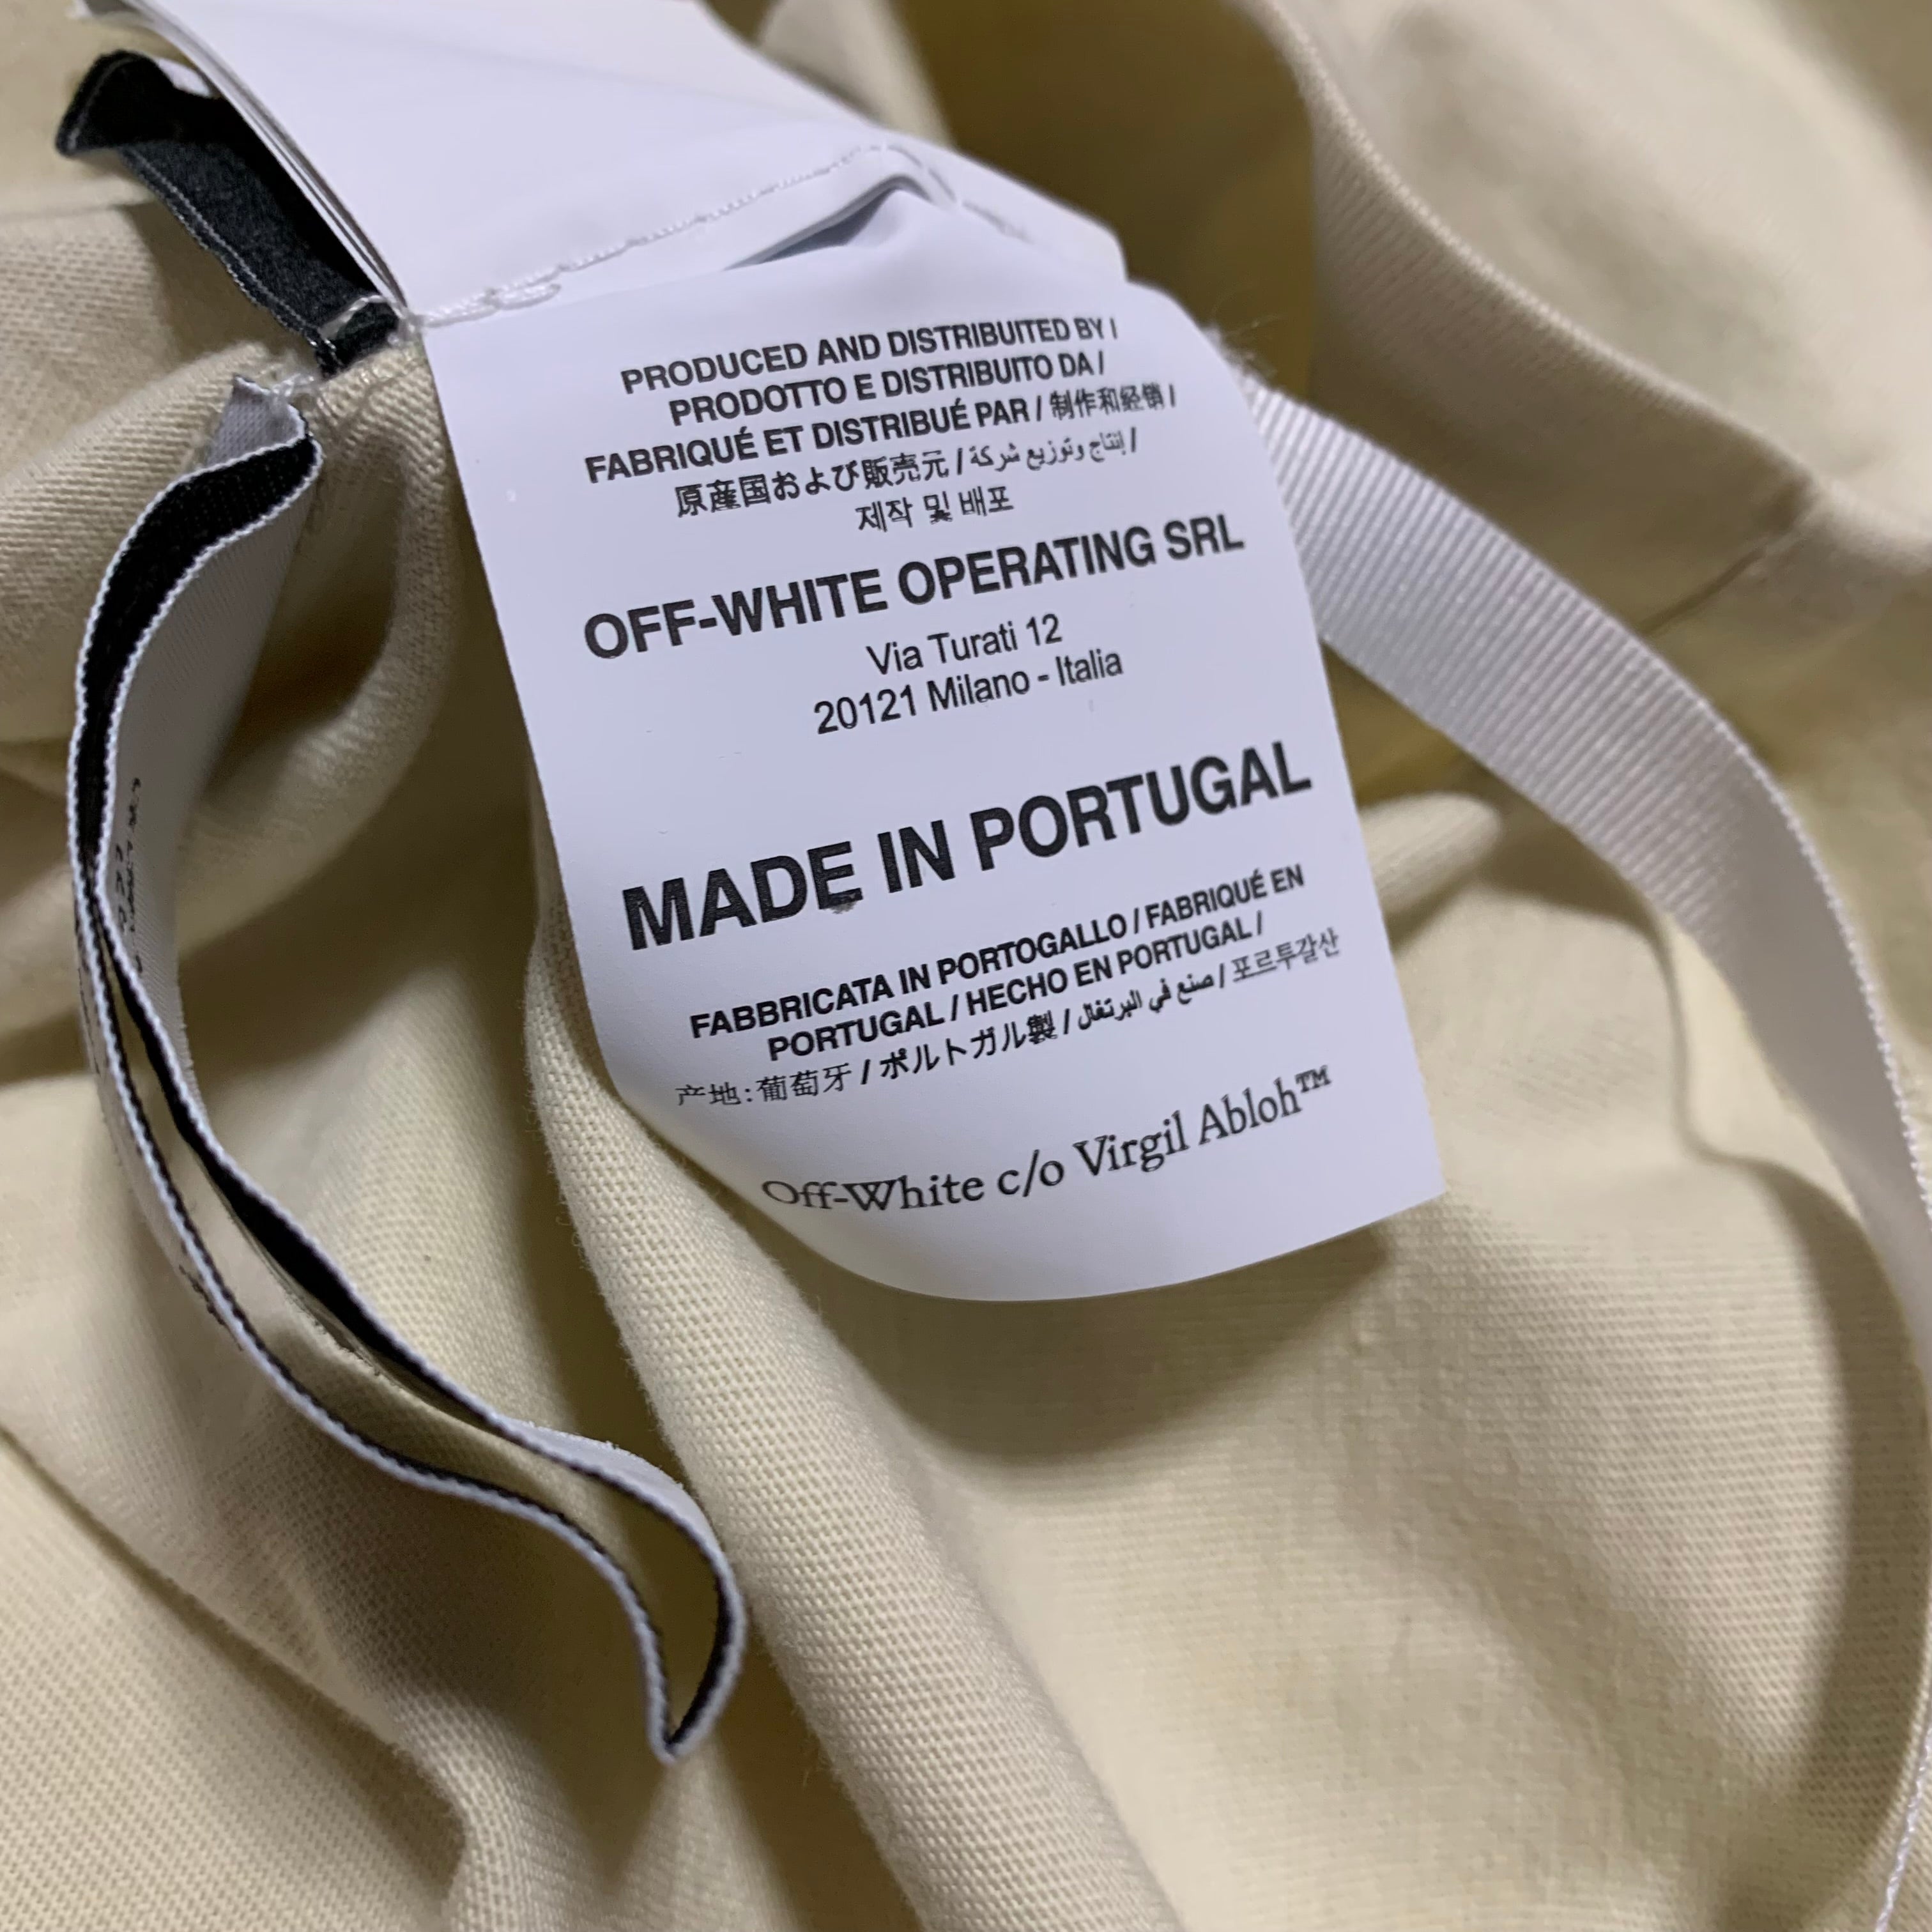 PRODUCED AND DISTRIBUITED BY /
PRODOTTO E DISTRIBUITO DA /
FABRIQUÉ ET DISTRIBUÉ PAR / 制作和经销 /
原産国および販売元 / إنتاج وتوزيع شركة /
제작 및 배포
OFF-WHITE OPERATING SRL
Via Turati 12
20121 Milano - Italia
MADE IN PORTUGAL
FABBRICATA IN PORTOGALLO / FABRIQUÉ EN
PORTUGAL / HECHO EN PORTUGAL /
产地: 葡萄牙 / ポルトガル製 / صنع في البرتغال / 포르투갈산
Off-White c/o Virgil Abloh™